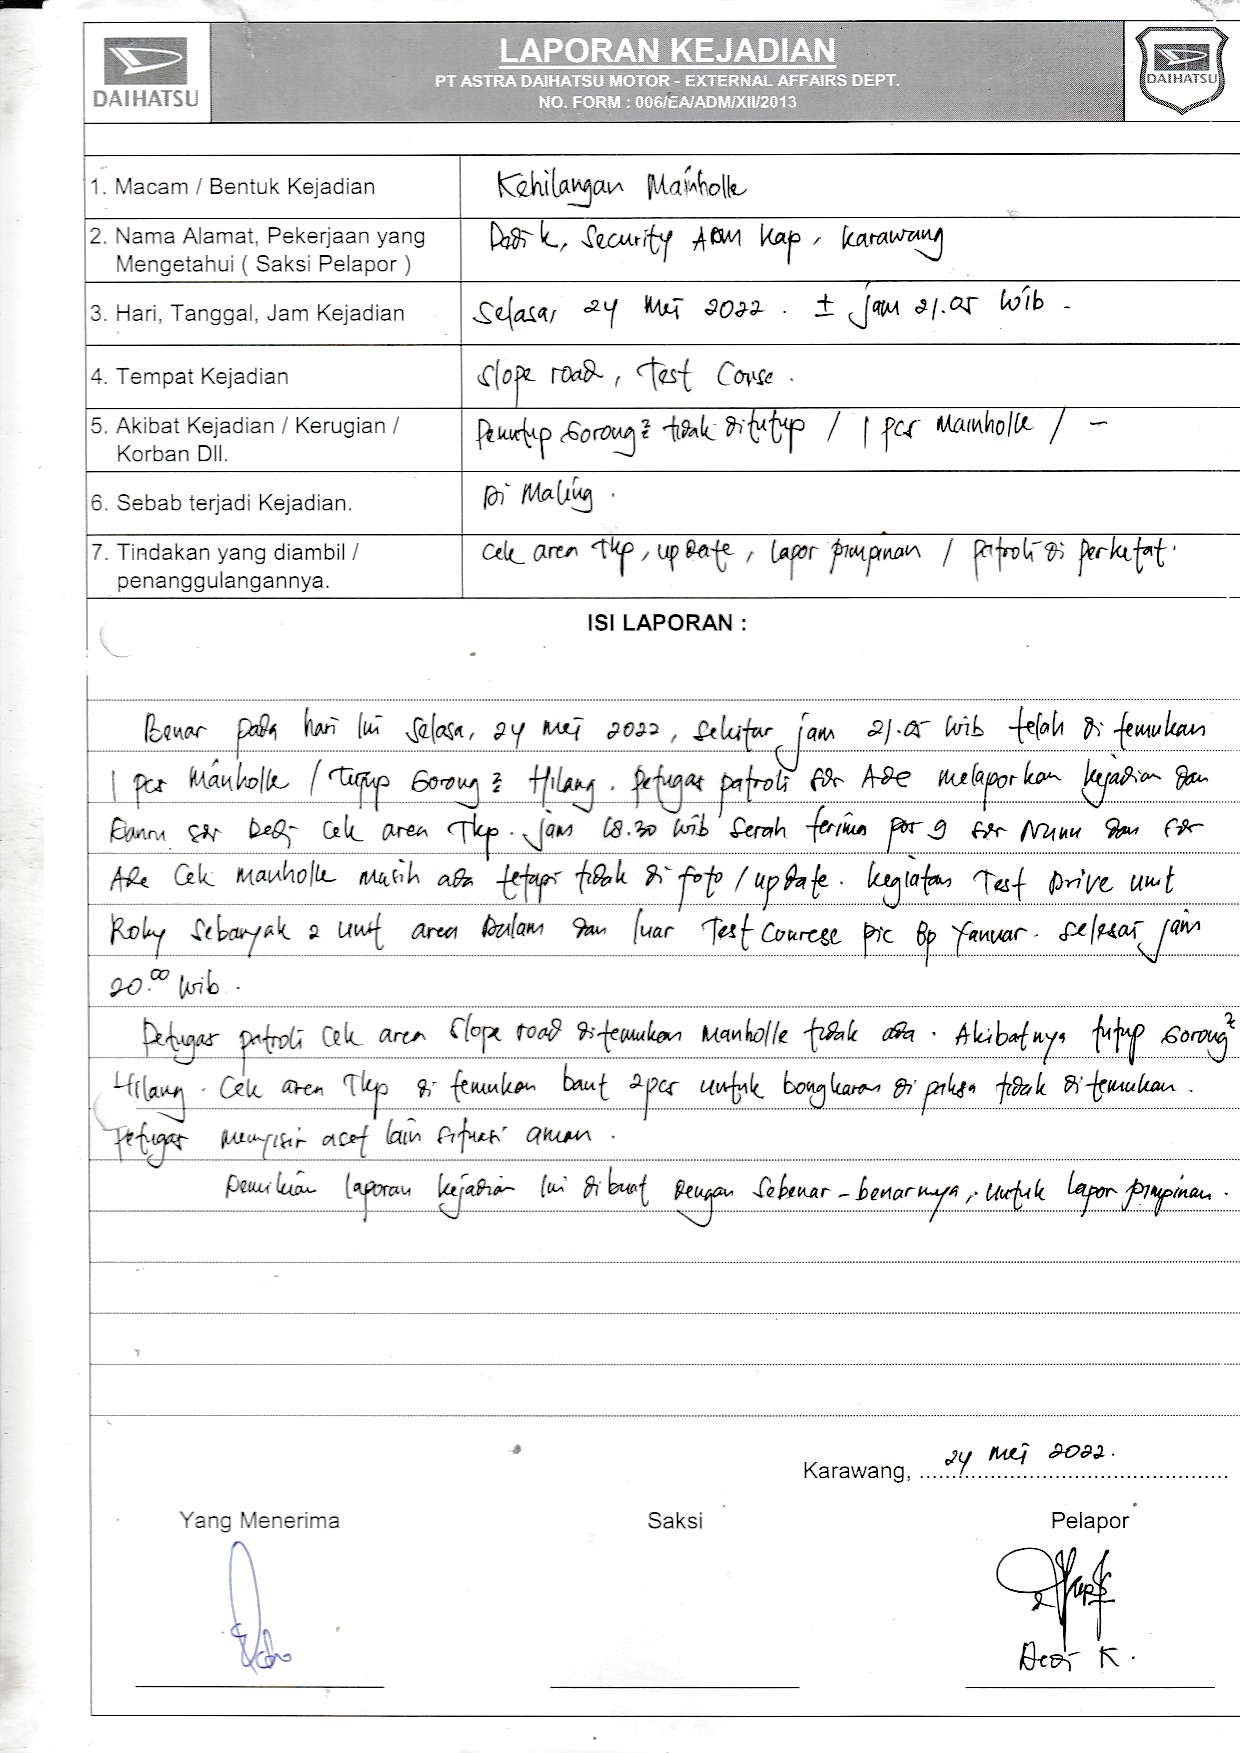 DAIHATSU
LAPORAN KEJADIAN
PT ASTRA DAIHATSU MOTOR - EXTERNAL AFFAIRS DEPT.
NO. FORM : 006/EA/ADM/XII/2013
DAIHATSU
1. Macam / Bentuk Kejadian
Kehilangan Mainholle
2. Nama Alamat, Pekerjaan yang
Mengetahui ( Saksi Pelapor )
Dedi k, Security ADM Kap, Karawang
3. Hari, Tanggal, Jam Kejadian
Selasa, 24 Mei 2022. ± jam 21.05 Wib -
4. Tempat Kejadian
Slope road, Test Course.
5. Akibat Kejadian / Kerugian /
Korban Dll.
Penutup Gorong² tidak ditutup / 1 pcs Mainholle / -
6. Sebab terjadi Kejadian.
Di Maling.
7. Tindakan yang diambil /
penanggulangannya.
Cek area Tkp, update, lapor pimpinan / patroli di perketat.
ISI LAPORAN :
Benar pada hari Ini Selasa, 24 Mei 2022, Sekitar jam 21.05 Wib telah di temukan
1 pcs Manholle / Tutup Gorong² Hilang. Petugas patroli Sdr Ade melaporkan kejadian dan
Danru Sdr Dedi Cek area Tkp. jam 18.30 Wib Serah terima pos 9 Sdr Nunu dan Sdr
Ade Cek manholle masih ada tetapi tidak di foto / update. kegiatan Test Drive unit
Roky Sebanyak 2 Unit area Dalam dan luar Test Courese pic Bp Yanuar. Selesai jam
20.00 Wib.
Petugas patroli Cek area Slope road ditemukan Manholle tidak ada. Akibatnya tutup Gorong²
Hilang. Cek area Tkp di temukan baut 2pcs untuk bongkaran di paksa tidak di temukan.
Petugas menyisir acet lain Situasi aman.
Demikian laporan kejadian Ini dibuat Dengan Sebenar-benarnya, untuk lapor pimpinan.
Karawang, 24 Mei 2022.
Yang Menerima
Saksi
Pelapor
Dedi K.